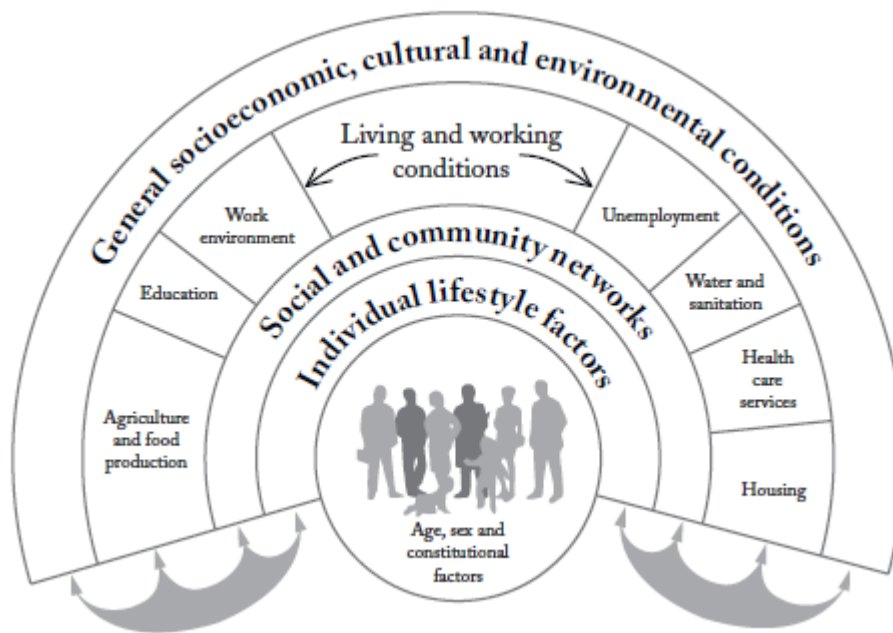 General socioeconomic, cultural and environmental conditions
Living and working
conditions
Work
environment
Unemployment
Social and community networks
Education
Water and
sanitation
Individual lifestyle factors
Health
care
services
Agriculture
and food
production
Housing
Age, sex and
constitutional
factors